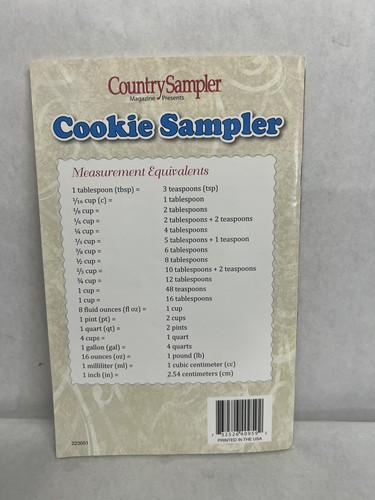 CountrySampler
Magazine Presents
Cookie Sampler
Measurement Equivalents
1 tablespoon (tbsp) = 3 teaspoons (tsp)
1/16 cup (c) = 1 tablespoon
1/8 cup = 2 tablespoons
1/6 cup = 2 tablespoons + 2 teaspoons
1/4 cup = 4 tablespoons
1/3 cup = 5 tablespoons + 1 teaspoon
3/8 cup = 6 tablespoons
1/2 cup = 8 tablespoons
2/3 cup = 10 tablespoons + 2 teaspoons
3/4 cup = 12 tablespoons
1 cup = 48 teaspoons
1 cup = 16 tablespoons
8 fluid ounces (fl oz) = 1 cup
1 pint (pt) = 2 cups
1 quart (qt) = 2 pints
4 cups = 1 quart
1 gallon (gal) = 4 quarts
16 ounces (oz) = 1 pound (lb)
1 milliliter (ml) = 1 cubic centimeter (cc)
1 inch (in) = 2.54 centimeters (cm)
PRINTED IN THE USA
323051